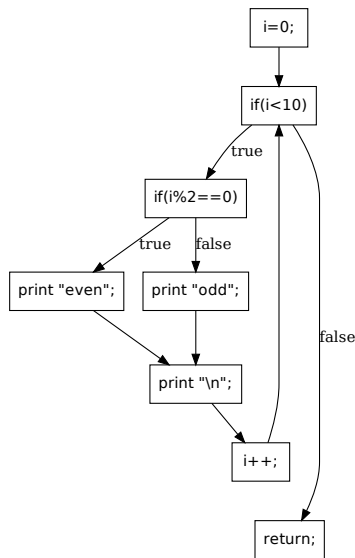 i=0;
if(i<10)
true
if(i%2==0)
true
false
print "even";
print "odd";
false
print "\n";
i++;
return;